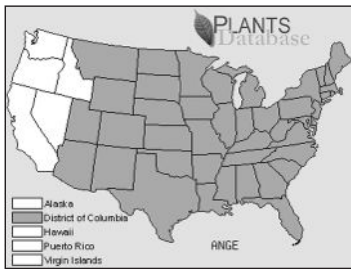 PLANTS
Database
Alaska
District of Columbia
Hawaii
Puerto Rico
Virgin Islands
ANGE